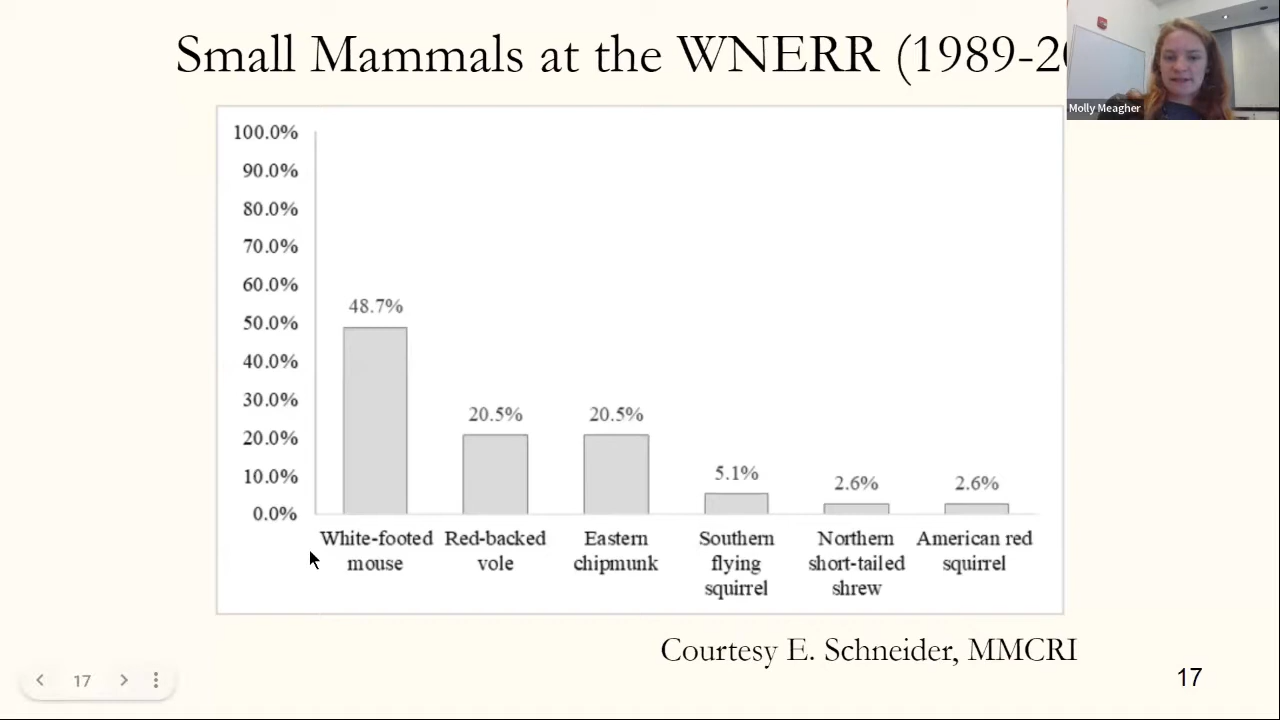 Small Mammals at the WNERR (1989-20
Molly Meagher
100.0%
90.0%
80.0%
70.0%
60.0%
50.0%
40.0%
30.0%
20.0%
10.0%
0.0%
48.7%
20.5%
20.5%
5.1%
2.6%
2.6%
White-footed mouse
Red-backed vole
Eastern chipmunk
Southern flying squirrel
Northern short-tailed shrew
American red squirrel
Courtesy E. Schneider, MMCRI
17
17